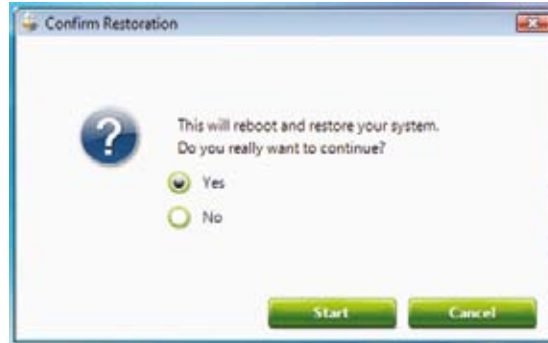 Confirm Restoration
This will reboot and restore your system.
Do you really want to continue?
Yes
No
Start
Cancel